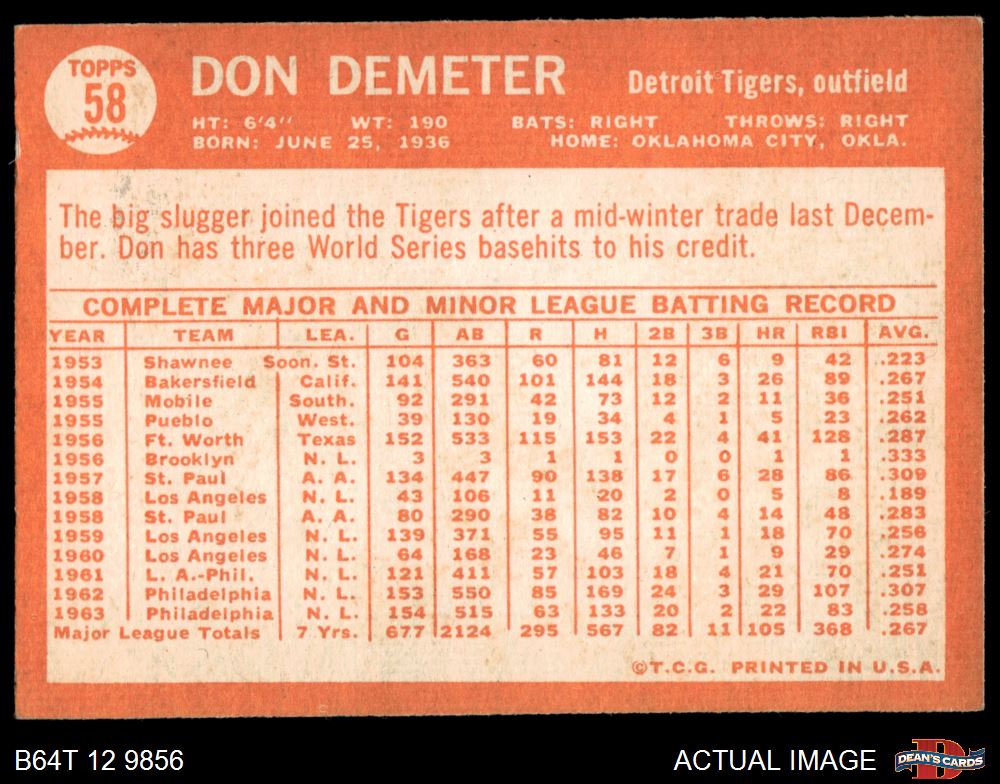 TOPPS
58
DON DEMETER
Detroit Tigers, outfield
HT: 6'4" WT: 190 BATS: RIGHT THROWS: RIGHT
BORN: JUNE 25, 1936 HOME: OKLAHOMA CITY, OKLA.
The big slugger joined the Tigers after a mid-winter trade last Decem-
ber. Don has three World Series basehits to his credit.
COMPLETE MAJOR AND MINOR LEAGUE BATTING RECORD
YEAR TEAM LEA. G AB R H 2B 3B HR RBI AVG.
1953 Shawnee Soon. St. 104 363 60 81 12 6 9 42 .223
1954 Bakersfield Calif. 141 540 101 144 18 3 26 89 .267
1955 Mobile South. 92 291 42 73 12 2 11 36 .251
1955 Pueblo West. 39 130 19 34 4 1 5 23 .262
1956 Ft. Worth Texas 152 533 115 153 22 4 41 128 .287
1956 Brooklyn N. L. 3 3 1 1 0 0 1 1 .333
1957 St. Paul A. A. 134 447 90 138 17 6 28 86 .309
1958 Los Angeles N. L. 43 106 11 20 2 0 5 8 .189
1958 St. Paul A. A. 80 290 38 82 10 4 14 48 .283
1959 Los Angeles N. L. 139 371 55 95 11 1 18 70 .256
1960 Los Angeles N. L. 64 168 23 46 7 1 9 29 .274
1961 L. A.-Phil. N. L. 121 411 57 103 18 4 21 70 .251
1962 Philadelphia N. L. 153 550 85 169 24 3 29 107 .307
1963 Philadelphia N. L. 154 515 63 133 20 2 22 83 .258
Major League Totals 7 Yrs. 677 2124 295 567 82 11 105 368 .267
©T.C.G. PRINTED IN U.S.A.
B64T 12 9856
ACTUAL IMAGE
DEAN'S CARDS